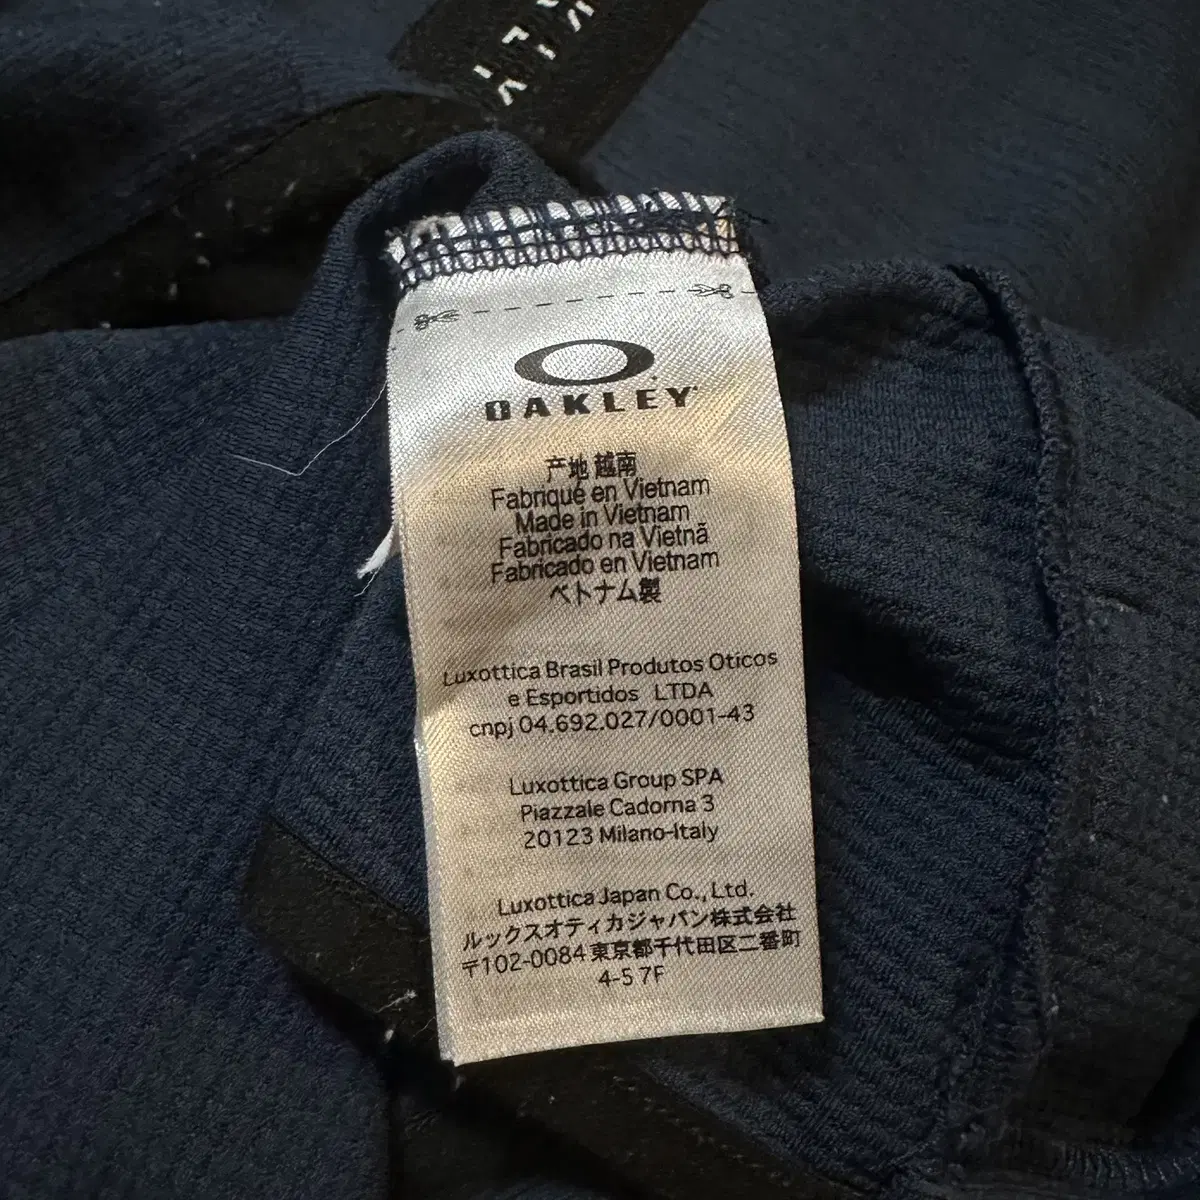 OAKLEY
产地 越南
Fabriqué en Vietnam
Made in Vietnam
Fabricado na Vietnã
Fabricado en Vietnam
ベトナム製
Luxottica Brasil Produtos Oticos
e Esportidos LTDA
cnpj 04.692.027/0001-43
Luxottica Group SPA
Piazzale Cadorna 3
20123 Milano-Italy
Luxottica Japan Co., Ltd.
ルックスオティカジャパン株式会社
〒102-0084 東京都千代田区二番町
4-5 7F